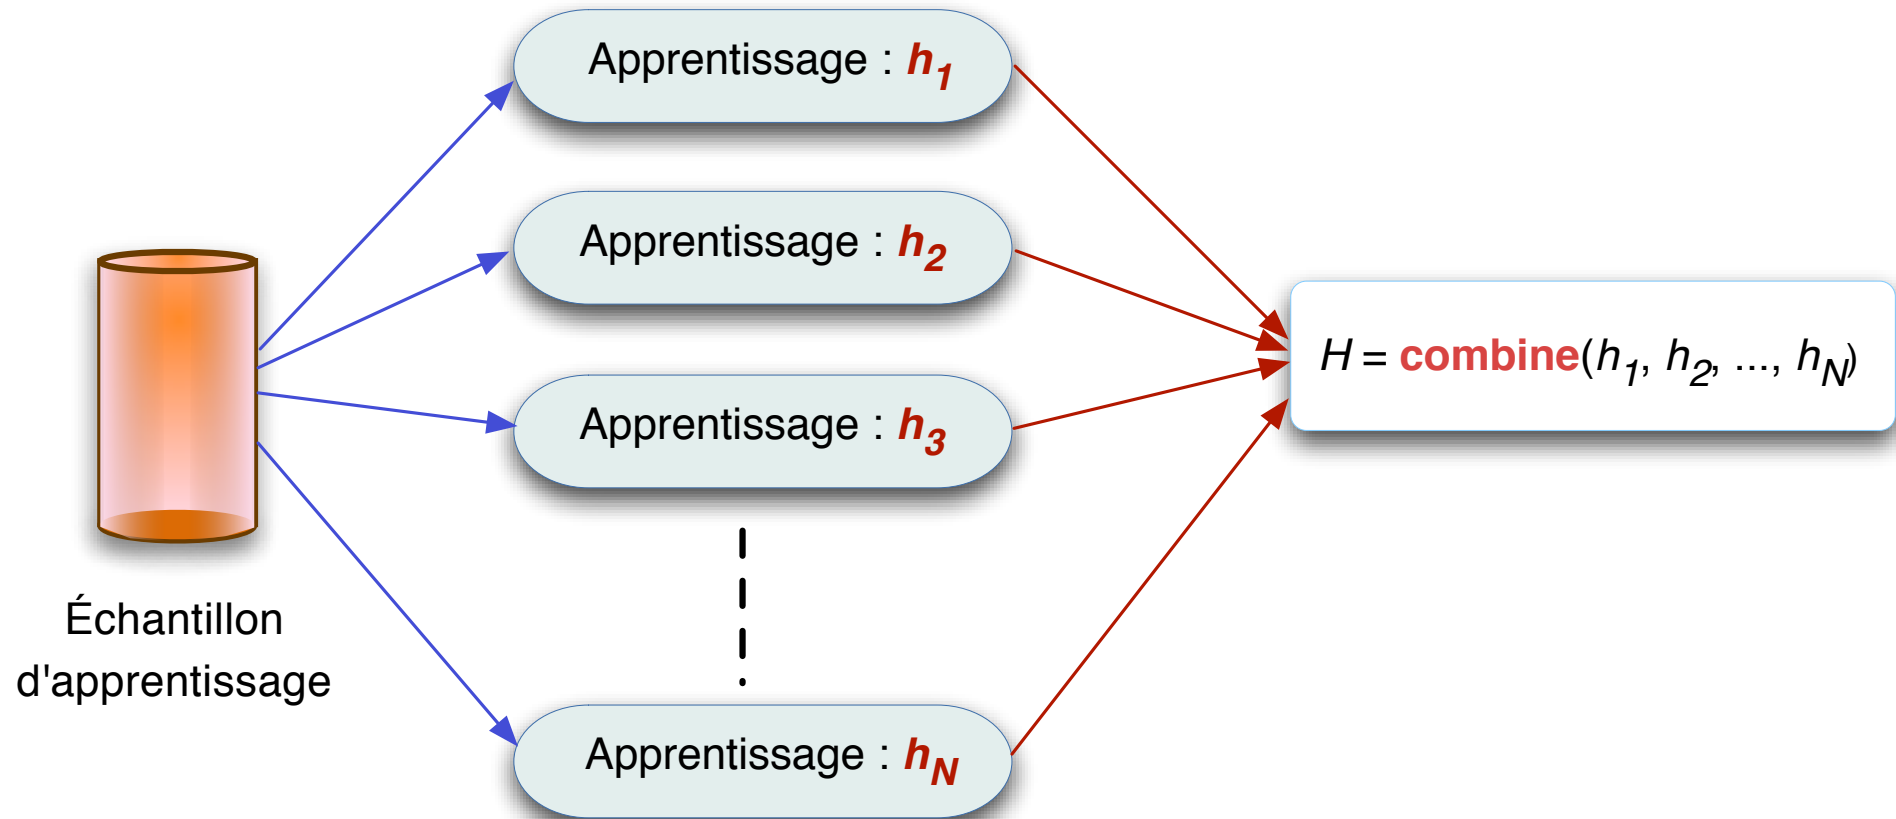 Apprentissage : h1
Apprentissage : h2
Apprentissage : h3
Apprentissage : hN
Échantillon
d'apprentissage
H = combine(h1, h2, ..., hN)